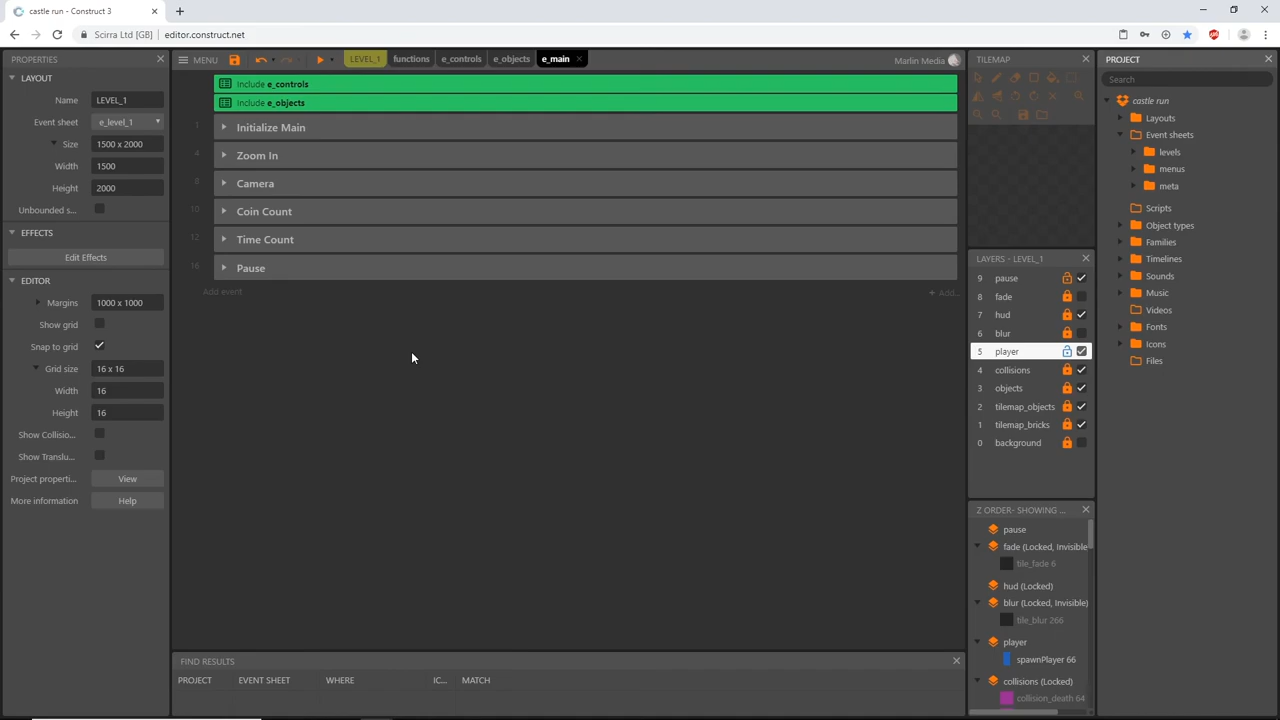 castle run - Construct 3
Scirra Ltd [GB] | editor.construct.net
PROPERTIES
LAYOUT
Name LEVEL_1
Event sheet e_level_1
Size 1500 x 2000
Width 1500
Height 2000
Unbounded s...
EFFECTS
Edit Effects
EDITOR
Margins 1000 x 1000
Show grid
Snap to grid
Grid size 16 x 16
Width 16
Height 16
Show Collisio...
Show Translu...
Project properti... View
More information Help
MENU
LEVEL_1 functions e_controls e_objects e_main
Marlin Media
Include e_controls
Include e_objects
1 Initialize Main
4 Zoom In
8 Camera
10 Coin Count
12 Time Count
16 Pause
Add event
+ Add...
FIND RESULTS
PROJECT EVENT SHEET WHERE IC... MATCH
TILEMAP
LAYERS - LEVEL_1
9 pause
8 fade
7 hud
6 blur
5 player
4 collisions
3 objects
2 tilemap_objects
1 tilemap_bricks
0 background
Z ORDER- SHOWING ...
pause
fade (Locked, Invisible
tile_fade 6
hud (Locked)
blur (Locked, Invisible)
tile_blur 266
player
spawnPlayer 66
collisions (Locked)
collision_death 64
PROJECT
Search
castle run
Layouts
Event sheets
levels
menus
meta
Scripts
Object types
Families
Timelines
Sounds
Music
Videos
Fonts
Icons
Files